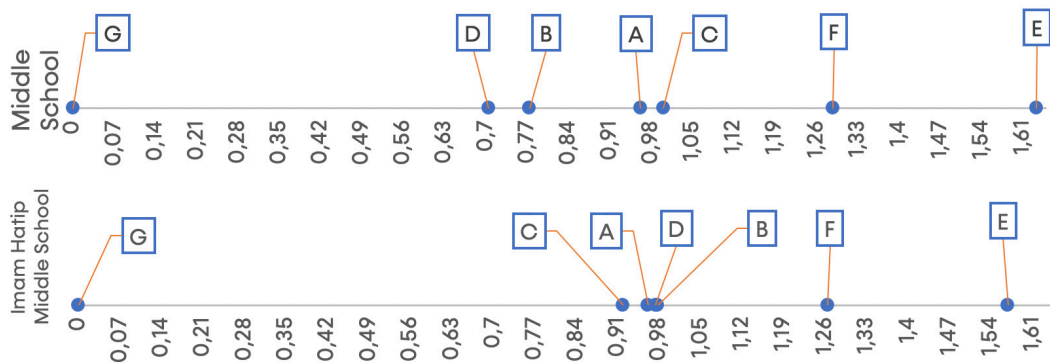 G
D
B
A
C
F
E
Middle
School
0
0,07
0,14
0,21
0,28
0,35
0,42
0,49
0,56
0,63
0,7
0,77
0,84
0,91
0,98
1,05
1,12
1,19
1,26
1,33
1,4
1,47
1,54
1,61
G
C
A
D
B
F
E
Imam Hatip
Middle School
0
0,07
0,14
0,21
0,28
0,35
0,42
0,49
0,56
0,63
0,7
0,77
0,84
0,91
0,98
1,05
1,12
1,19
1,26
1,33
1,4
1,47
1,54
1,61